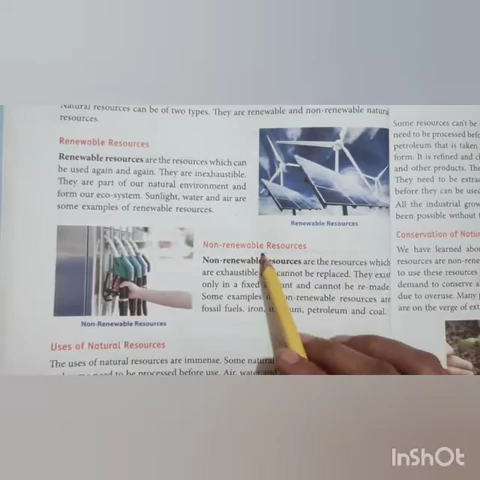 Natural resources can be of two types. They are renewable and non-renewable natural
resources.
Renewable Resources
Renewable resources are the resources which can
be used again and again. They are inexhaustible.
They are part of our natural environment and
form our eco-system. Sunlight, water and air are
some examples of renewable resources.
Renewable Resources
Non-renewable Resources
Non-renewable resources are the resources which
are exhaustible cannot be replaced. They exist
only in a fixed and cannot be re-made.
Some examples non-renewable resources are
fossil fuels, iron, petroleum and coal.
Non-Renewable Resources
Uses of Natural Resources
The uses of natural resources are immense. Some natural
need to be processed before use. Air, water and
Some resources can't be
need to be processed before
petroleum that is taken
form. It is refined and
and other products. The
They need to be extra
before they can be used
All the industrial grow
been possible without
Conservation of Natu
We have learned abou
resources are non-rene
to use these resources
demand to conserve a
due to overuse. Many
are on the verge of ext
InShOt